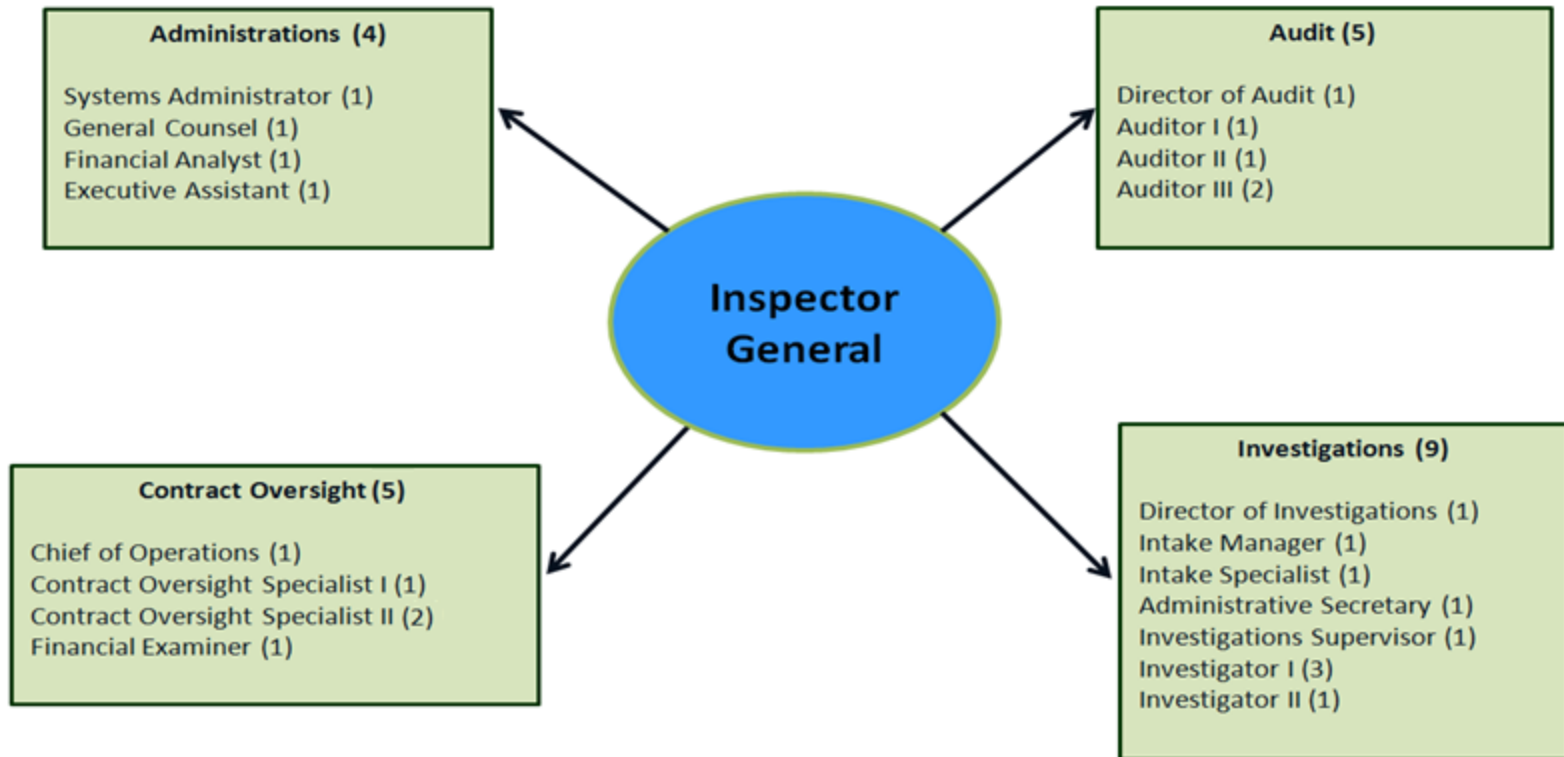 Administrations (4)
Systems Administrator (1)
General Counsel (1)
Financial Analyst (1)
Executive Assistant (1)
Audit (5)
Director of Audit (1)
Auditor I (1)
Auditor II (1)
Auditor III (2)
Inspector
General
Contract Oversight (5)
Chief of Operations (1)
Contract Oversight Specialist I (1)
Contract Oversight Specialist II (2)
Financial Examiner (1)
Investigations (9)
Director of Investigations (1)
Intake Manager (1)
Intake Specialist (1)
Administrative Secretary (1)
Investigations Supervisor (1)
Investigator I (3)
Investigator II (1)